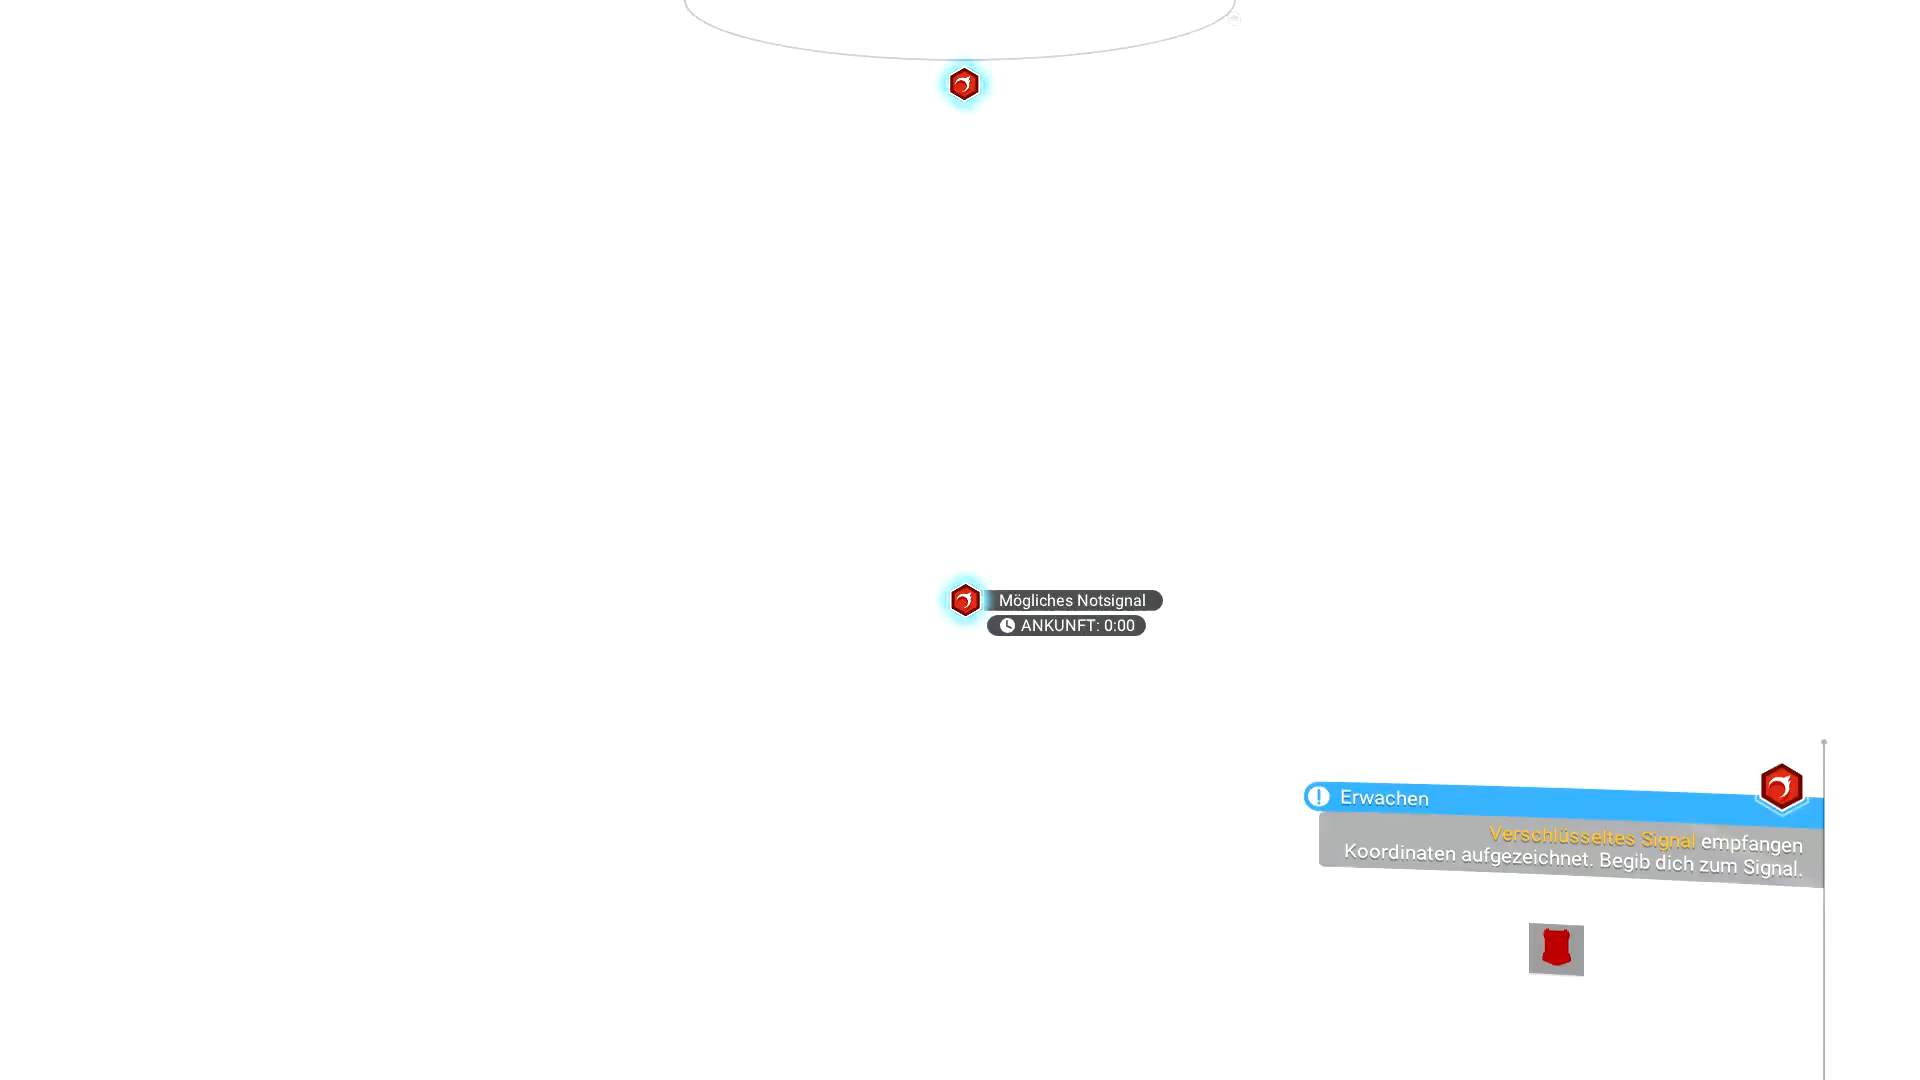 Mögliches Notsignal
ANKUNFT: 0:00
Erwachen
Verschlüsseltes Signal empfangen
Koordinaten aufgezeichnet. Begib dich zum Signal.